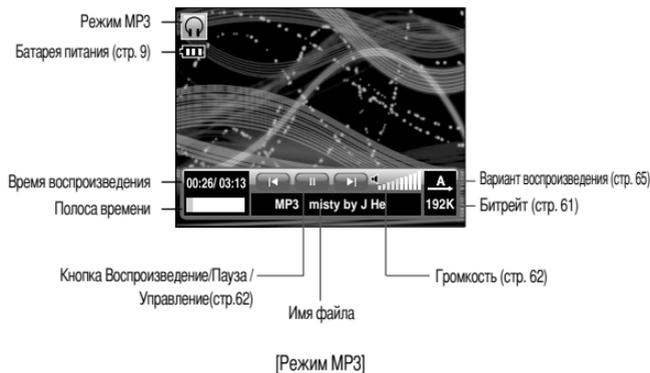 Режим MP3
Батарея питания (стр. 9)
Время воспроизведения
00:26/ 03:13
A
Вариант воспроизведения (стр. 65)
Полоса времени
MP3 misty by J He
192K
Битрейт (стр. 61)
Кнопка Воспроизведение/Пауза /
Управление(стр.62)
Громкость (стр. 62)
Имя файла
[Режим MP3]